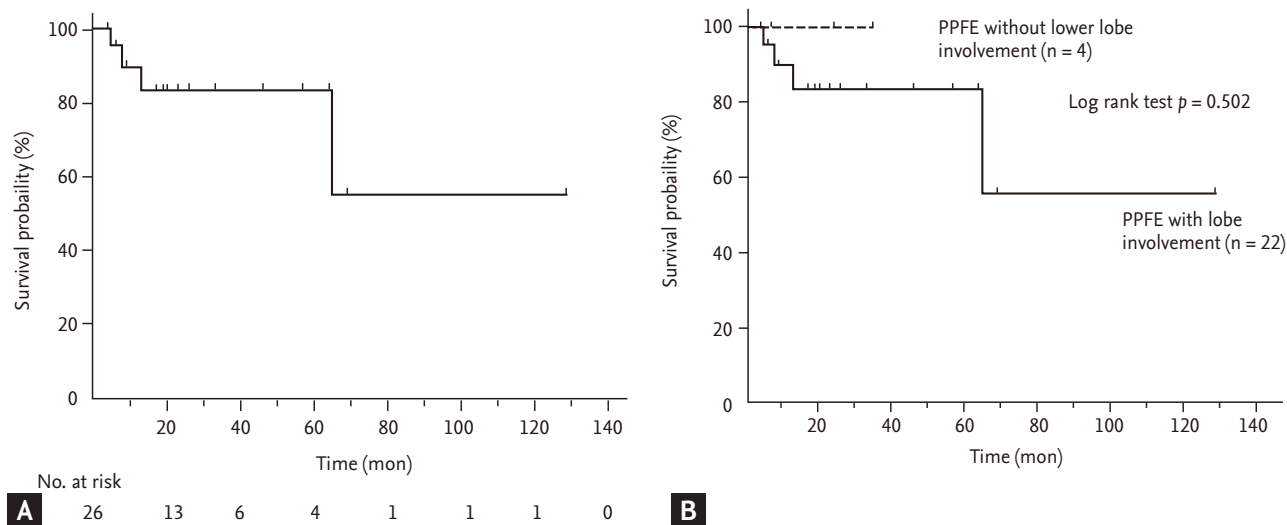 100
80
60
40
20
0
Survival probaility (%)
20 40 60 80 100 120 140
Time (mon)
No. at risk
26 13 6 4 1 1 1 0
A
100
80
60
40
20
0
Survival probaility (%)
PPFE without lower lobe
involvement (n = 4)
Log rank test p = 0.502
PPFE with lobe
involvement (n = 22)
20 40 60 80 100 120 140
Time (mon)
B